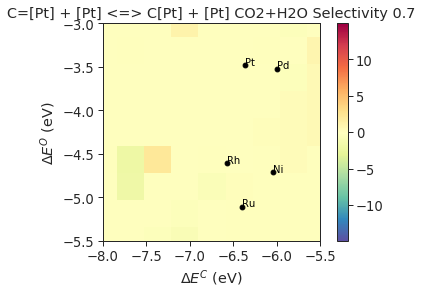 C=[Pt] + [Pt] <=> C[Pt] + [Pt] CO2+H2O Selectivity 0.7
ΔE^O (eV)
−3.0
−3.5
−4.0
−4.5
−5.0
−5.5
Pt
Pd
Rh
Ni
Ru
−8.0 −7.5 −7.0 −6.5 −6.0 −5.5
ΔE^C (eV)
10
5
0
−5
−10